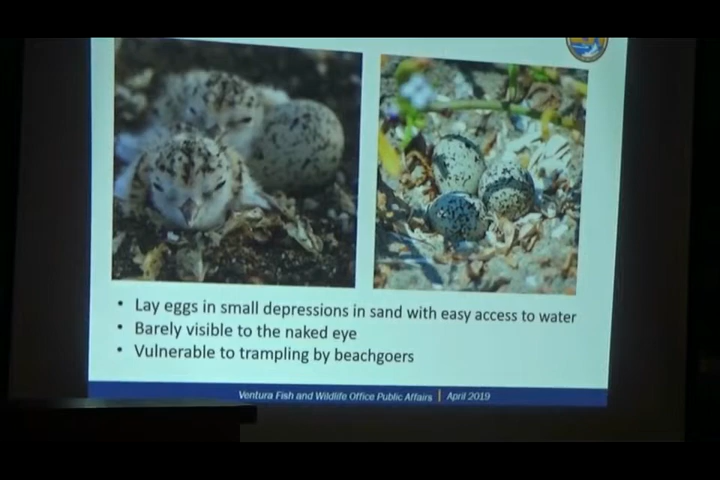 • Lay eggs in small depressions in sand with easy access to water
• Barely visible to the naked eye
• Vulnerable to trampling by beachgoers
Ventura Fish and Wildlife Office Public Affairs | April 2019